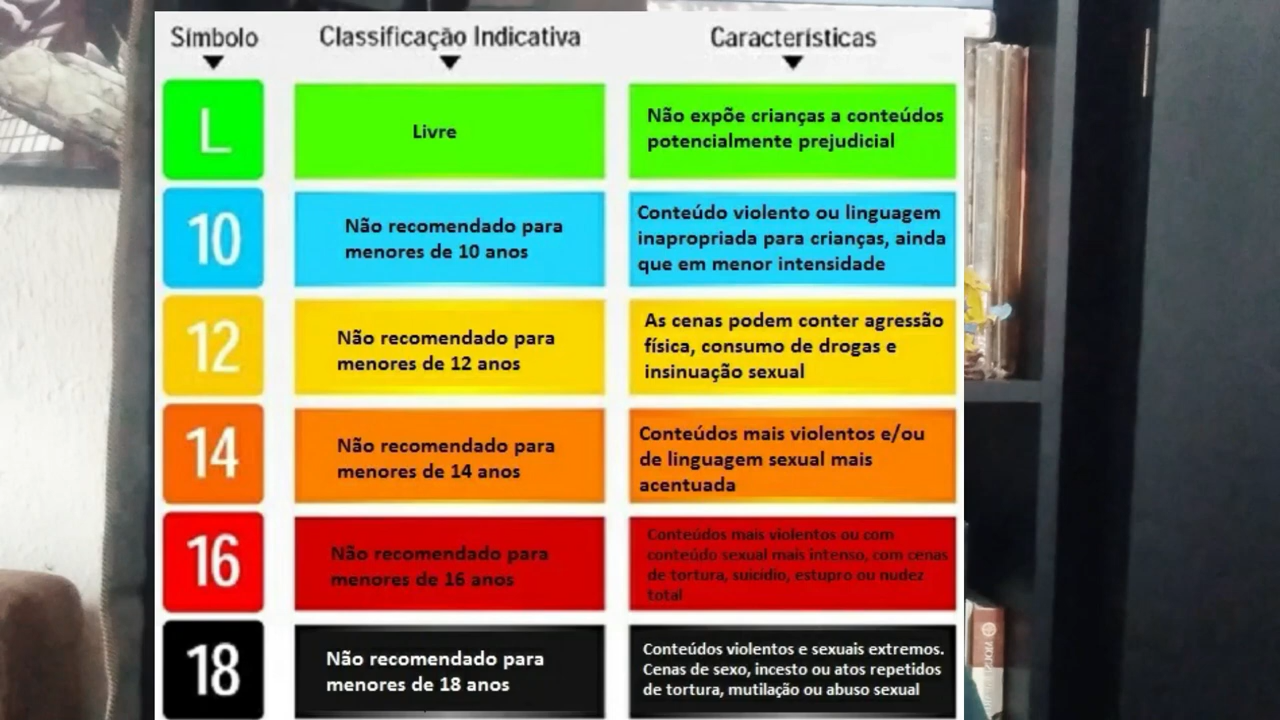 Símbolo
Classificação Indicativa
Características
L
Livre
Não expõe crianças a conteúdos
potencialmente prejudicial
10
Não recomendado para
menores de 10 anos
Conteúdo violento ou linguagem
inapropriada para crianças, ainda
que em menor intensidade
12
Não recomendado para
menores de 12 anos
As cenas podem conter agressão
física, consumo de drogas e
insinuação sexual
14
Não recomendado para
menores de 14 anos
Conteúdos mais violentos e/ou
de linguagem sexual mais
acentuada
16
Não recomendado para
menores de 16 anos
Conteúdos mais violentos ou com
conteúdo sexual mais intenso, com cenas
de tortura, suicídio, estupro ou nudez
total
18
Não recomendado para
menores de 18 anos
Conteúdos violentos e sexuais extremos.
Cenas de sexo, incesto ou atos repetidos
de tortura, mutilação ou abuso sexual